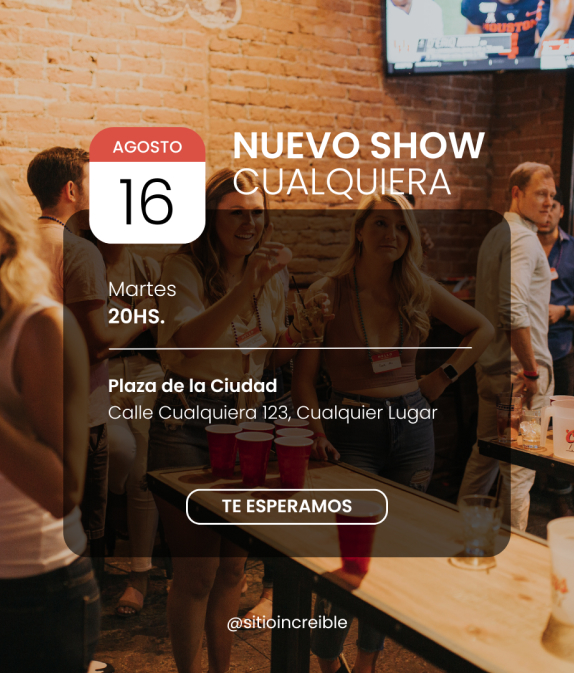 HOUSTON
AGOSTO
16
NUEVO SHOW
CUALQUIERA
Martes
20HS.
Plaza de la Ciudad
Calle Cualquiera 123, Cualquier Lugar
TE ESPERAMOS
@sitioincreible